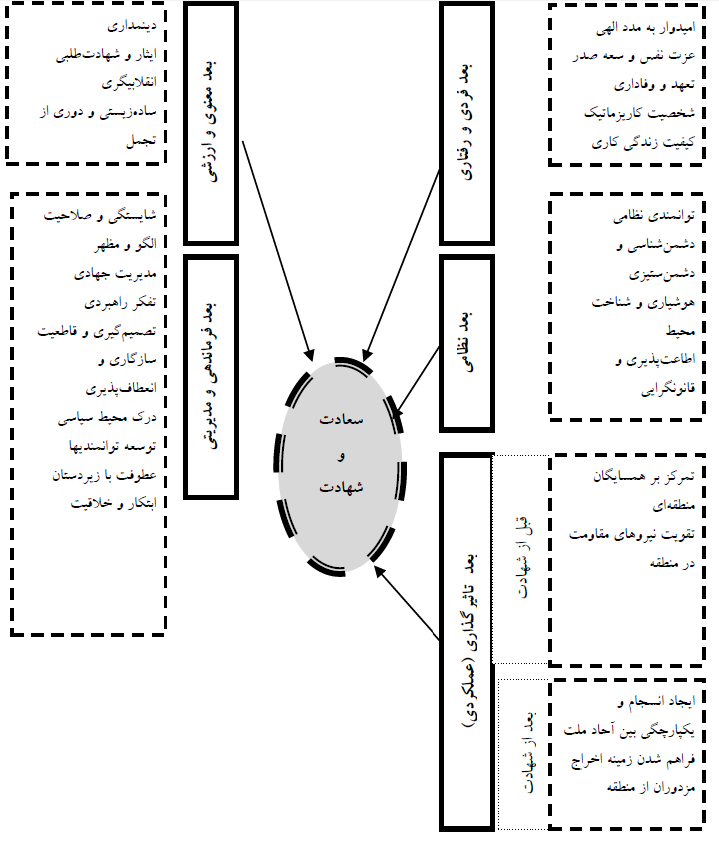 امیدوار به مدد الهی
عزت نفس و سعه صدر
تعهد و وفاداری
شخصیت کاریزماتیک
کیفیت زندگی کاری
بعد فردی و رفتاری
بعد معنوی و ارزشی
دینمداری
ایثار و شهادت‌طلبی
انقلابیگری
ساده‌زیستی و دوری از
تجمل
توانمندی نظامی
دشمن‌شناسی و
دشمن‌ستیزی
هوشیاری و شناخت
محیط
اطاعت‌پذیری و
قانونگرایی
بعد نظامی
بعد فرماندهی و مدیریتی
شایستگی و صلاحیت
الگو و مظهر
مدیریت جهادی
تفکر راهبردی
تصمیم‌گیری و قاطعیت
سازگاری و
انعطاف‌پذیری
درک محیط سیاسی
توسعه توانمندیها
عطوفت با زیردستان
ابتکار و خلاقیت
سعادت
و
شهادت
تمرکز بر همسایگان
منطقه‌ای
تقویت نیروهای مقاومت
در منطقه
قبل از شهادت
بعد تاثیرگذاری (عملکردی)
ایجاد انسجام و
یکپارچگی بین آحاد ملت
فراهم شدن زمینه اخراج
مزدوران از منطقه
بعد از شهادت